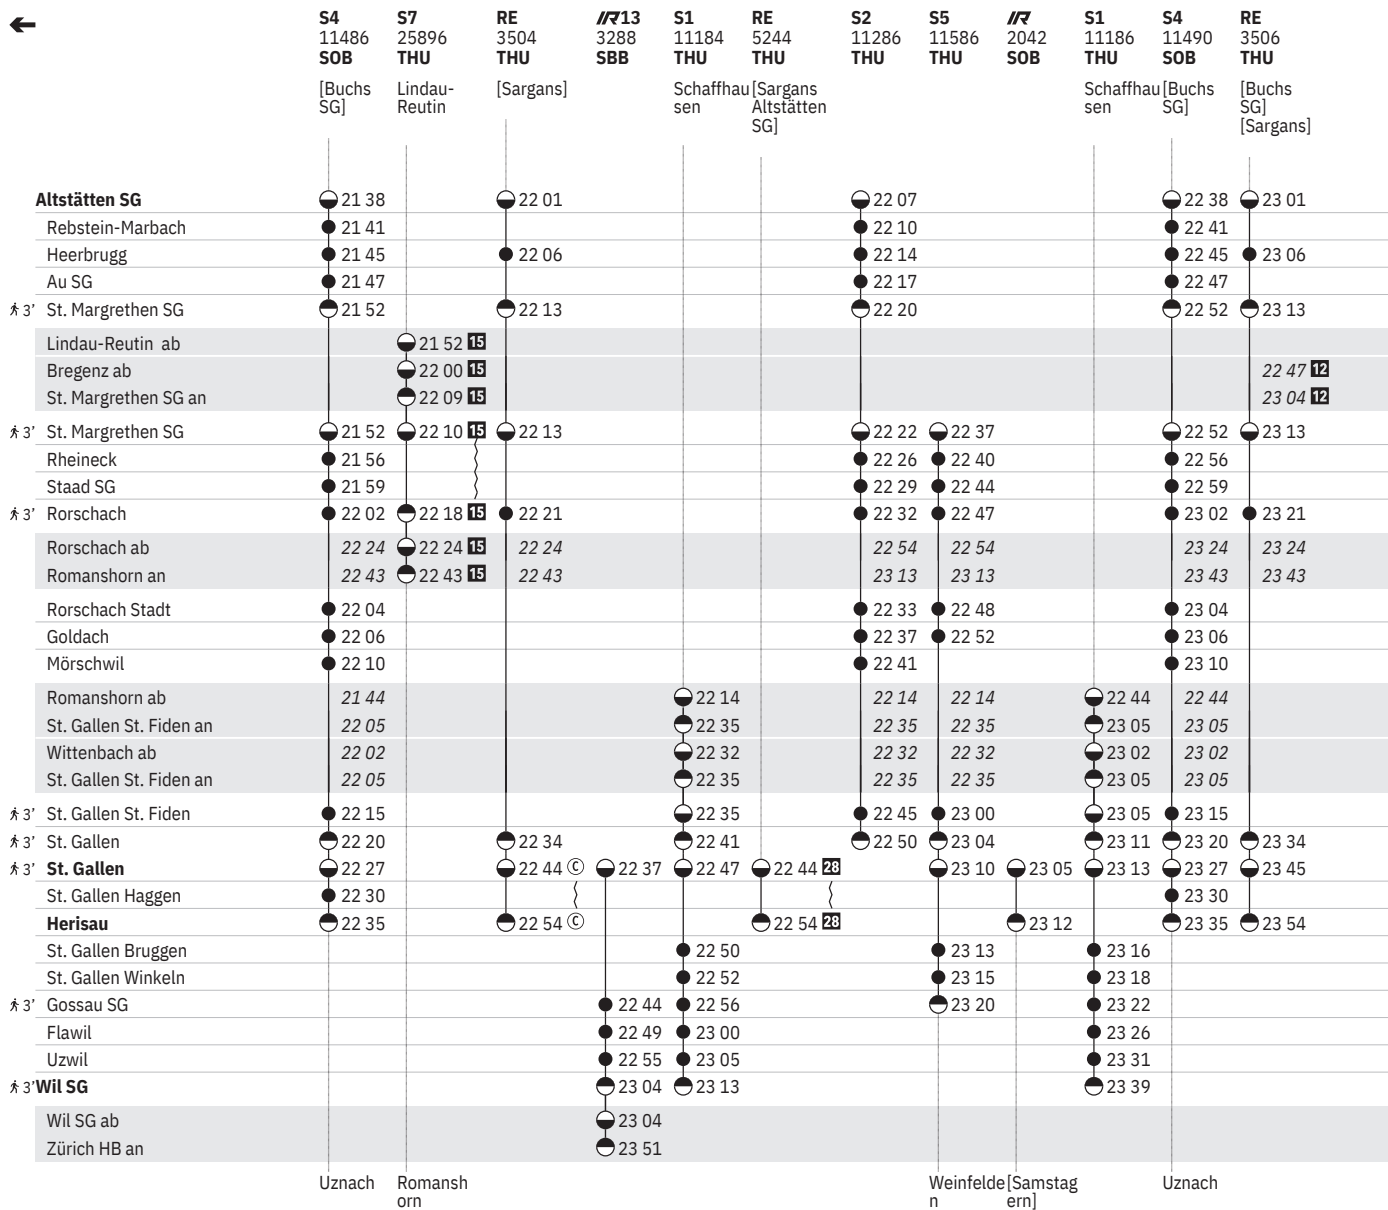 S4 S7 RE IR13 S1 RE S2 S5 IR S1 S4 RE
11486 25896 3504 3288 11184 5244 11286 11586 2042 11186 11490 3506
SOB THU THU SBB THU THU THU THU SOB THU SOB THU
[Buchs Lindau- [Sargans] Schaffhau [Sargans Schaffhau [Buchs [Buchs
SG] Reutin sen Altstätten sen SG] SG]
SG] [Sargans]
Altstätten SG 21 38 22 01 22 07 22 38 23 01
Rebstein-Marbach 21 41 22 10 22 41
Heerbrugg 21 45 22 06 22 14 22 45 23 06
Au SG 21 47 22 17 22 47
3' St. Margrethen SG 21 52 22 13 22 20 22 52 23 13
Lindau-Reutin ab 21 52 15
Bregenz ab 22 00 15 22 47 12
St. Margrethen SG an 22 09 15 23 04 12
3' St. Margrethen SG 21 52 22 10 15 22 13 22 22 22 37 22 52 23 13
Rheineck 21 56 22 26 22 40 22 56
Staad SG 21 59 22 29 22 44 22 59
3' Rorschach 22 02 22 18 15 22 21 22 32 22 47 23 02 23 21
Rorschach ab 22 24 22 24 15 22 24 22 54 22 54 23 24 23 24
Romanshorn an 22 43 22 43 15 22 43 23 13 23 13 23 43 23 43
Rorschach Stadt 22 04 22 33 22 48 23 04
Goldach 22 06 22 37 22 52 23 06
Mörschwil 22 10 22 41 23 10
Romanshorn ab 21 44 22 14 22 14 22 14 22 44 22 44
St. Gallen St. Fiden an 22 05 22 35 22 35 22 35 23 05 23 05
Wittenbach ab 22 02 22 32 22 32 22 32 23 02 23 02
St. Gallen St. Fiden an 22 05 22 35 22 35 22 35 23 05 23 05
3' St. Gallen St. Fiden 22 15 22 35 22 45 23 00 23 05 23 15
3' St. Gallen 22 20 22 34 22 41 22 50 23 04 23 11 23 20 23 34
3' St. Gallen 22 27 22 44 © 22 37 22 47 22 44 28 23 10 23 05 23 13 23 27 23 45
St. Gallen Haggen 22 30 23 30
Herisau 22 35 22 54 © 22 54 28 23 12 23 35 23 54
St. Gallen Bruggen 22 50 23 13 23 16
St. Gallen Winkeln 22 52 23 15 23 18
3' Gossau SG 22 44 22 56 23 20 23 22
Flawil 22 49 23 00 23 26
Uzwil 22 55 23 05 23 31
3' Wil SG 23 04 23 13 23 39
Wil SG ab 23 04
Zürich HB an 23 51
Uznach Romansh Weinfelde [Samstag Uznach
orn n ern]